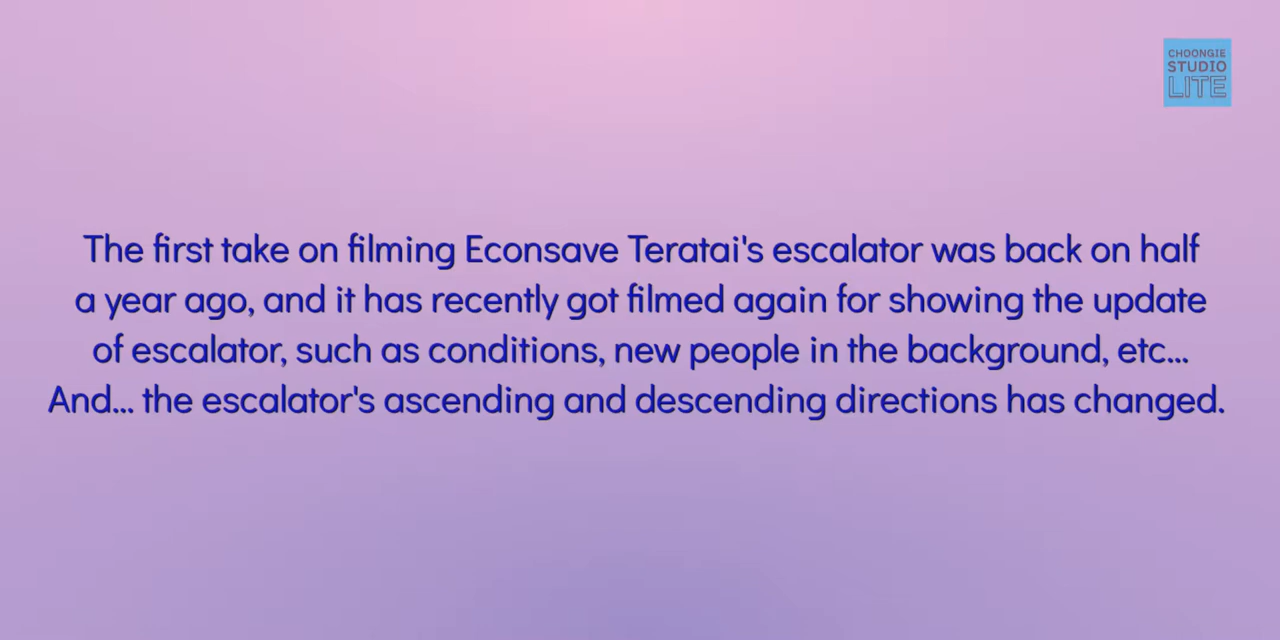 CHOONGIE
STUDIO
LITE
The first take on filming Econsave Teratai's escalator was back on half
a year ago, and it has recently got filmed again for showing the update
of escalator, such as conditions, new people in the background, etc...
And... the escalator's ascending and descending directions has changed.